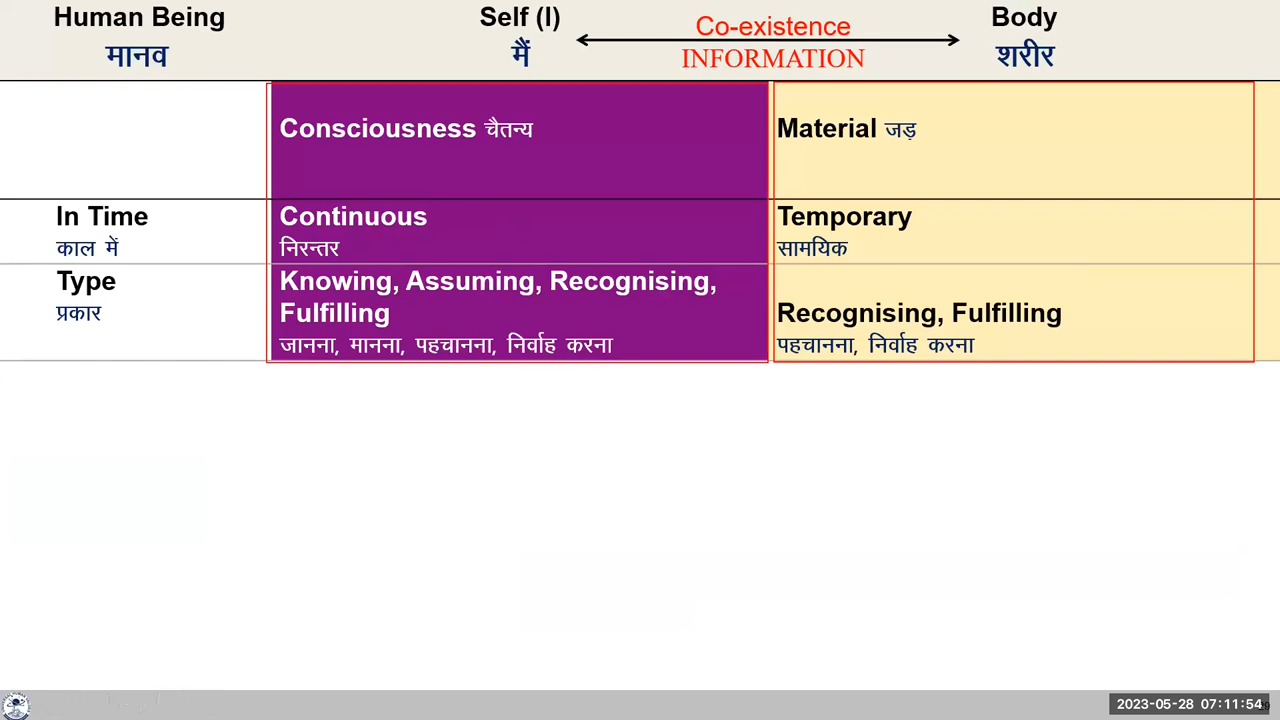 Human Being
मानव
Self (I)
मैं
Co-existence
INFORMATION
Body
शरीर
Consciousness चैतन्य
Material जड़
In Time
काल में
Continuous
निरन्तर
Temporary
सामयिक
Type
प्रकार
Knowing, Assuming, Recognising,
Fulfilling
जानना, मानना, पहचानना, निर्वाह करना
Recognising, Fulfilling
पहचानना, निर्वाह करना
2023-05-28 07:11:54